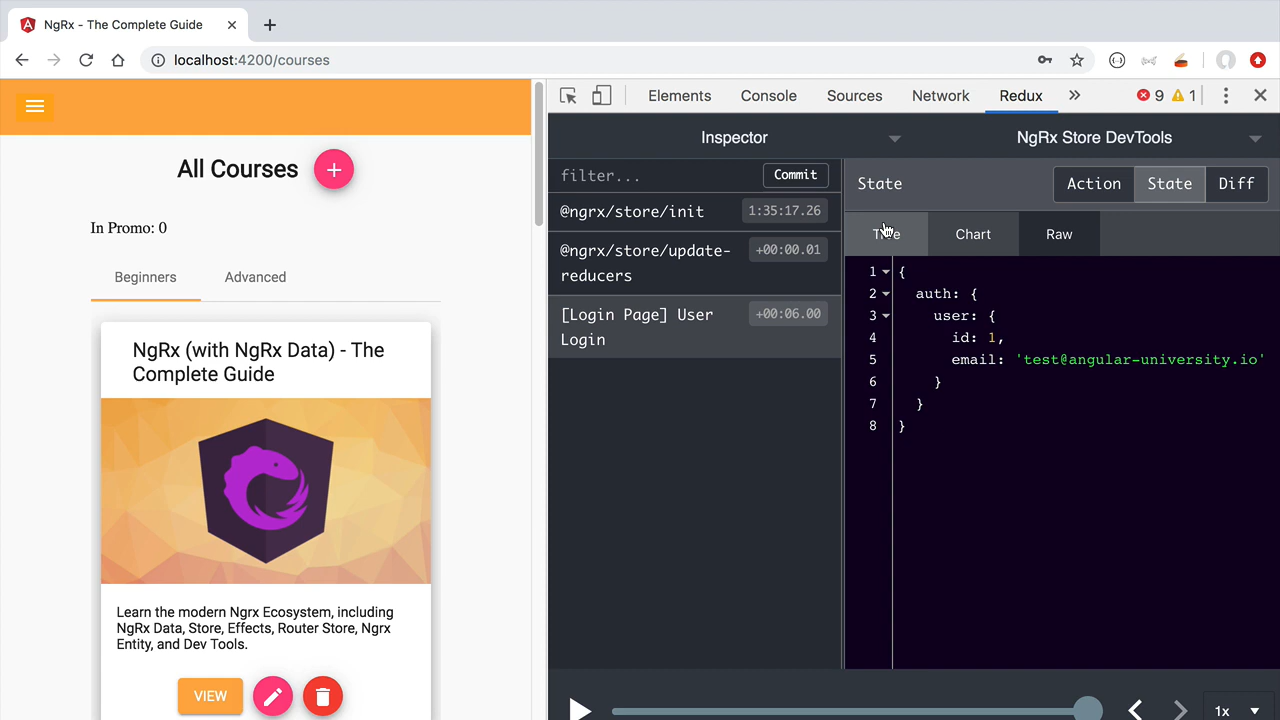 NgRx - The Complete Guide
localhost:4200/courses
All Courses
In Promo: 0
Beginners
Advanced
NgRx (with NgRx Data) - The
Complete Guide
Learn the modern Ngrx Ecosystem, including
NgRx Data, Store, Effects, Router Store, Ngrx
Entity, and Dev Tools.
VIEW
Elements Console Sources Network Redux 9 1
Inspector
NgRx Store DevTools
filter... Commit
@ngrx/store/init 1:35:17.26
@ngrx/store/update- +00:00.01
reducers
[Login Page] User +00:06.00
Login
State
Action State Diff
Tree Chart Raw
1 {
2 auth: {
3 user: {
4 id: 1,
5 email: 'test@angular-university.io'
6 }
7 }
8 }
1x